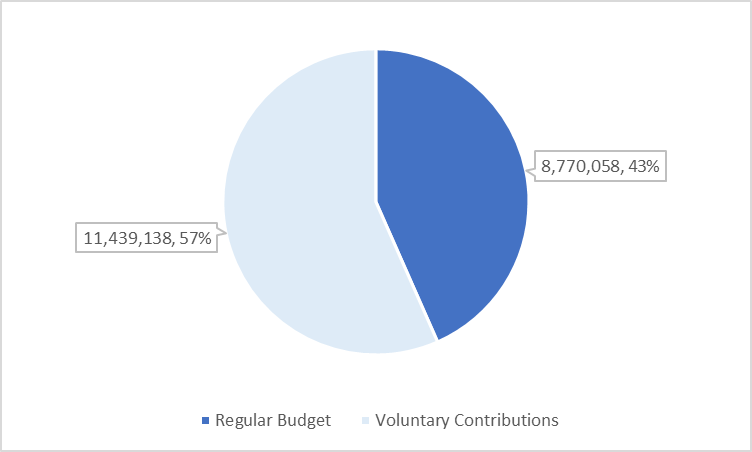 8,770,058, 43%
11,439,138, 57%
Regular Budget
Voluntary Contributions